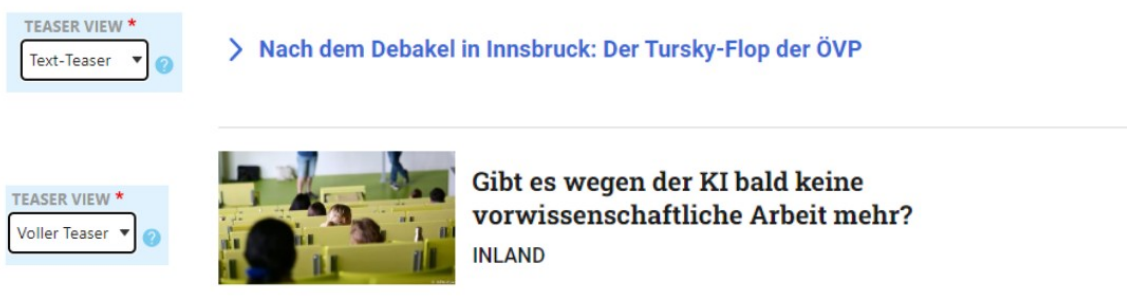 TEASER VIEW *
Text-Teaser
?
Nach dem Debakel in Innsbruck: Der Tursky-Flop der ÖVP
TEASER VIEW *
Voller Teaser
?
Gibt es wegen der KI bald keine
vorwissenschaftliche Arbeit mehr?
INLAND